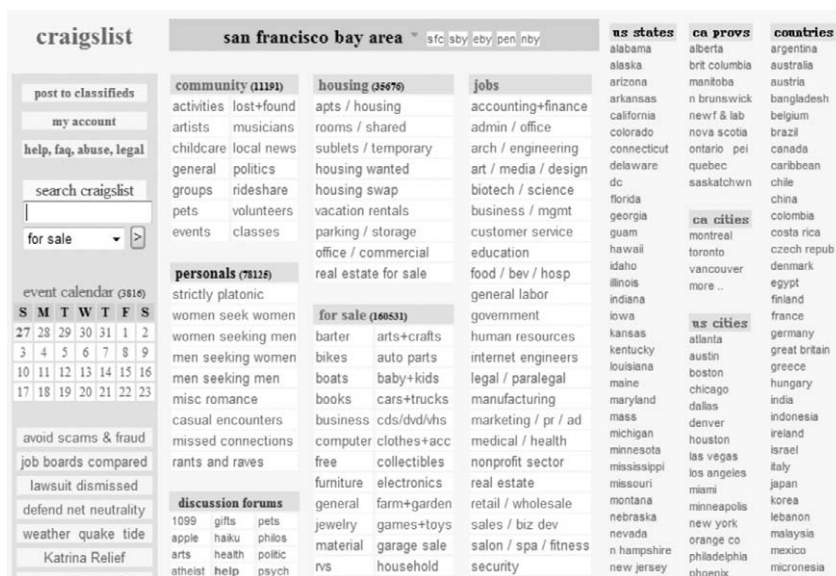 craigslist
post to classifieds
my account
help, faq, abuse, legal
search craigslist
for sale
>
event calendar (3816)
S M T W T F S
27 28 29 30 31 1 2
3 4 5 6 7 8 9
10 11 12 13 14 15 16
17 18 19 20 21 22 23
avoid scams & fraud
job boards compared
lawsuit dismissed
defend net neutrality
weather quake tide
Katrina Relief
san francisco bay area sfc sby eby pen nby
community (11191)
activities lost+found
artists musicians
childcare local news
general politics
groups rideshare
pets volunteers
events classes
personals (78125)
strictly platonic
women seek women
women seeking men
men seeking women
men seeking men
misc romance
casual encounters
missed connections
rants and raves
discussion forums
1099 gifts pets
apple haiku philos
arts health politic
atheist help psych
housing (35676)
apts / housing
rooms / shared
sublets / temporary
housing wanted
housing swap
vacation rentals
parking / storage
office / commercial
real estate for sale
for sale (160531)
barter arts+crafts
bikes auto parts
boats baby+kids
books cars+trucks
business cds/dvd/vhs
computer clothes+acc
free collectibles
furniture electronics
general farm+garden
jewelry games+toys
material garage sale
rvs household
jobs
accounting+finance
admin / office
arch / engineering
art / media / design
biotech / science
business / mgmt
customer service
education
food / bev / hosp
general labor
government
human resources
internet engineers
legal / paralegal
manufacturing
marketing / pr / ad
medical / health
nonprofit sector
real estate
retail / wholesale
sales / biz dev
salon / spa / fitness
security
us states
alabama
alaska
arizona
arkansas
california
colorado
connecticut
delaware
dc
florida
georgia
guam
hawaii
idaho
illinois
indiana
iowa
kansas
kentucky
louisiana
maine
maryland
mass
michigan
minnesota
mississippi
missouri
montana
nebraska
nevada
n hampshire
new jersey
ca provs
alberta
brit columbia
manitoba
n brunswick
newf & lab
nova scotia
ontario pei
quebec
saskatchwn
ca cities
montreal
toronto
vancouver
more ..
us cities
atlanta
austin
boston
chicago
dallas
denver
houston
las vegas
los angeles
miami
minneapolis
new york
orange co
philadelphia
phoenix
countries
argentina
australia
austria
bangladesh
belgium
brazil
canada
caribbean
chile
china
colombia
costa rica
czech repub
denmark
egypt
finland
france
germany
great britain
greece
hungary
india
indonesia
ireland
israel
italy
japan
korea
lebanon
malaysia
mexico
micronesia